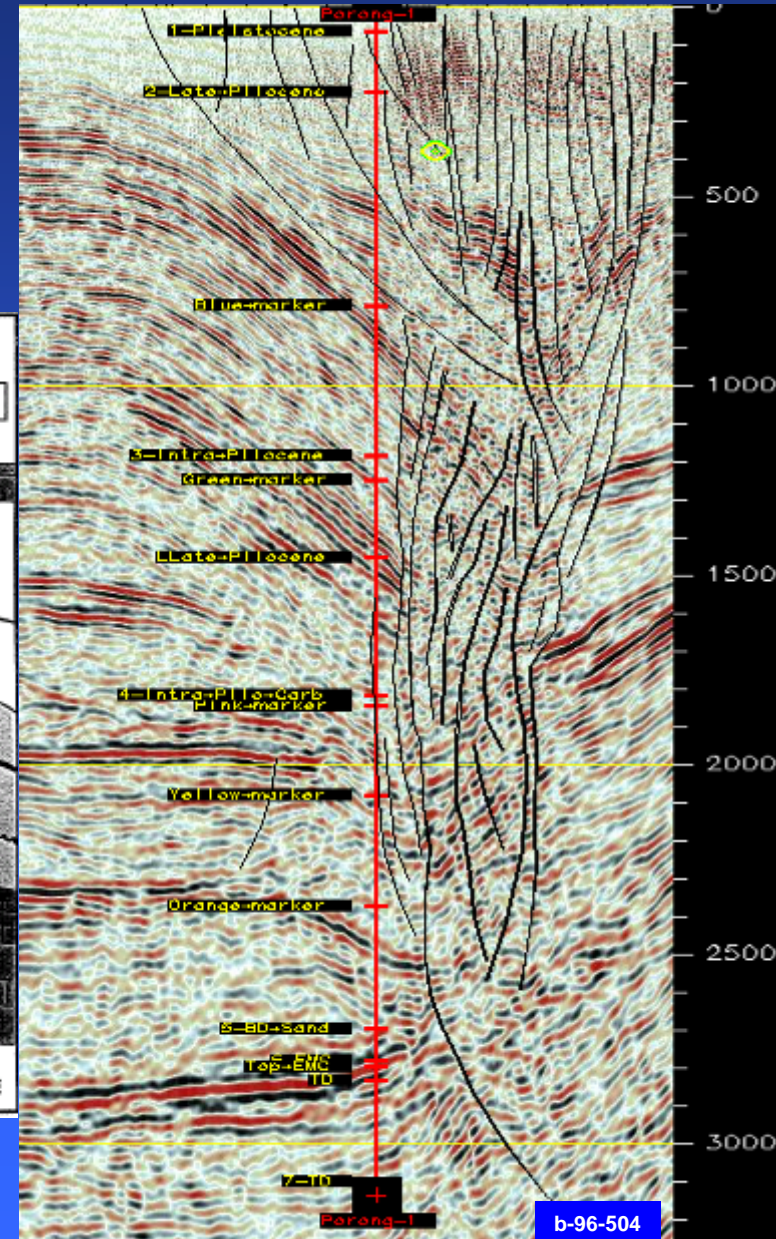 Porong-1
0
1-Pleistocene
2-Late-Pliocene
500
Blue-marker
1000
3-Intra-Pliocene
Green-marker
LLate-Pliocene
1500
4-Intra-Plio-Carb
Pink-marker
2000
Yellow-marker
Orange-marker
2500
5-BD-Sand
Top-EMC
TD
3000
7-TD
Porong-1
b-96-504